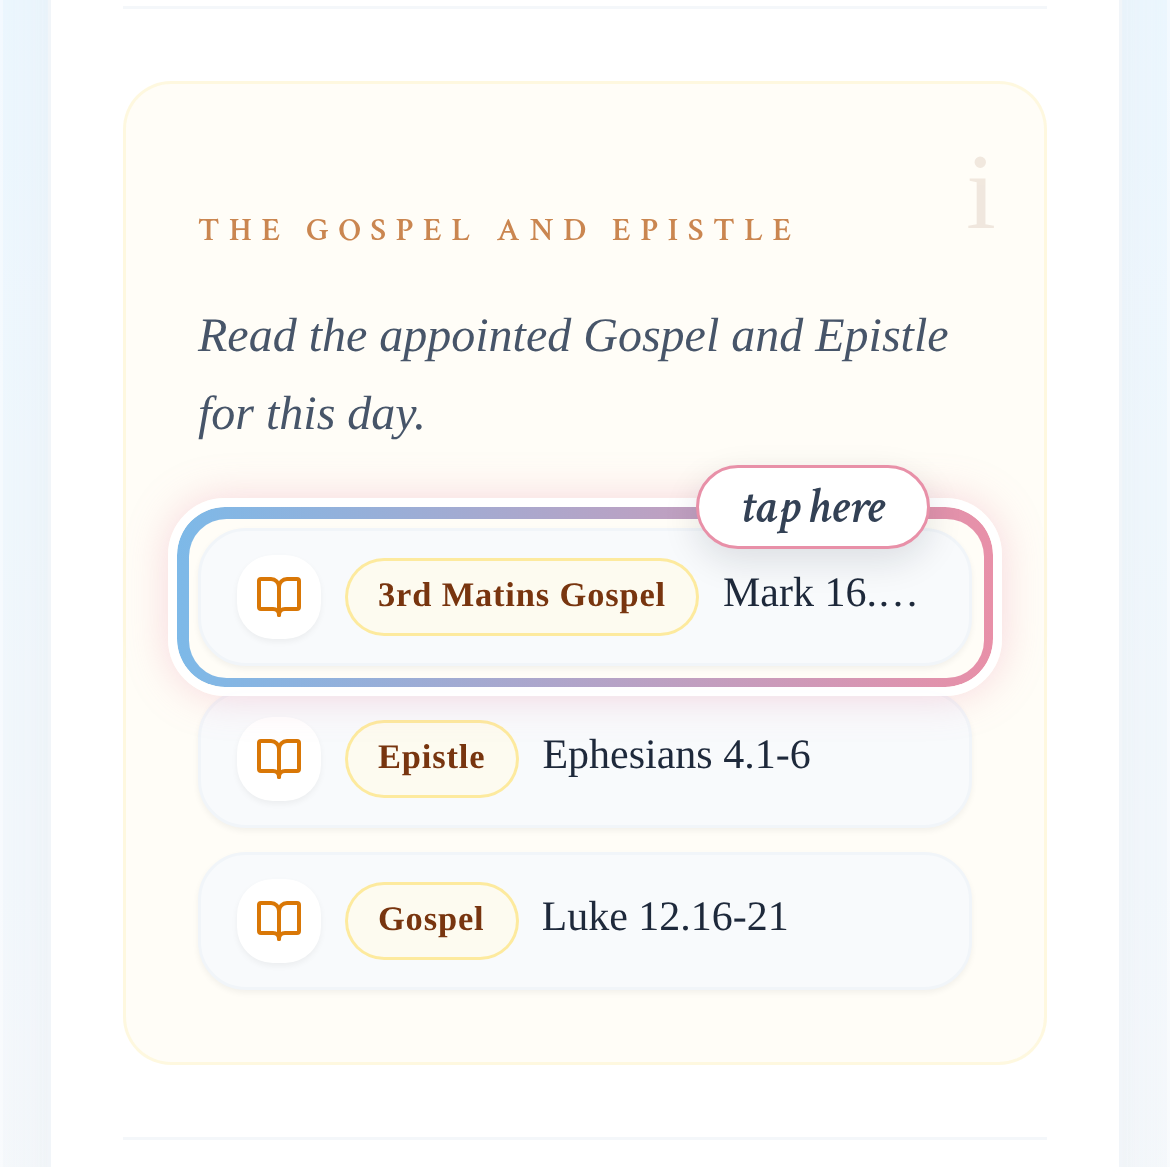 i
THE GOSPEL AND EPISTLE
Read the appointed Gospel and Epistle
for this day.
tap here
3rd Matins Gospel Mark 16.…
Epistle Ephesians 4.1-6
Gospel Luke 12.16-21